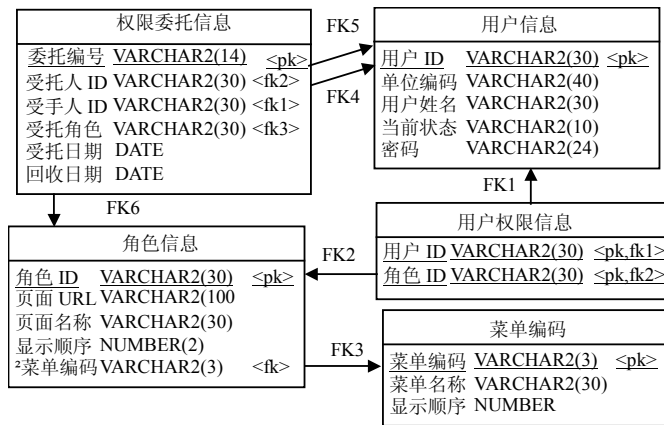 权限委托信息
委托编号 VARCHAR2(14) <pk>
受托人 ID VARCHAR2(30) <fk2>
受手人 ID VARCHAR2(30) <fk1>
受托角色 VARCHAR2(30) <fk3>
受托日期 DATE
回收日期 DATE
FK5
FK4
用户信息
用户 ID VARCHAR2(30) <pk>
单位编码 VARCHAR2(40)
用户姓名 VARCHAR2(30)
当前状态 VARCHAR2(10)
密码 VARCHAR2(24)
FK6
FK1
角色信息
角色 ID VARCHAR2(30) <pk>
页面 URL VARCHAR2(100
页面名称 VARCHAR2(30)
显示顺序 NUMBER(2)
²菜单编码 VARCHAR2(3) <fk>
FK2
用户权限信息
用户 ID VARCHAR2(30) <pk,fk1>
角色 ID VARCHAR2(30) <pk,fk2>
FK3
菜单编码
菜单编码 VARCHAR2(3) <pk>
菜单名称 VARCHAR2(30)
显示顺序 NUMBER